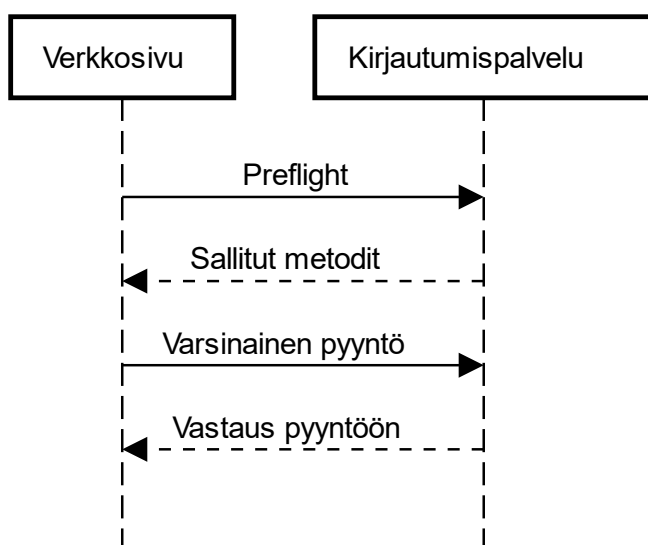 Verkkosivu
Kirjautumispalvelu
Preflight
Sallitut metodit
Varsinainen pyyntö
Vastaus pyyntöön